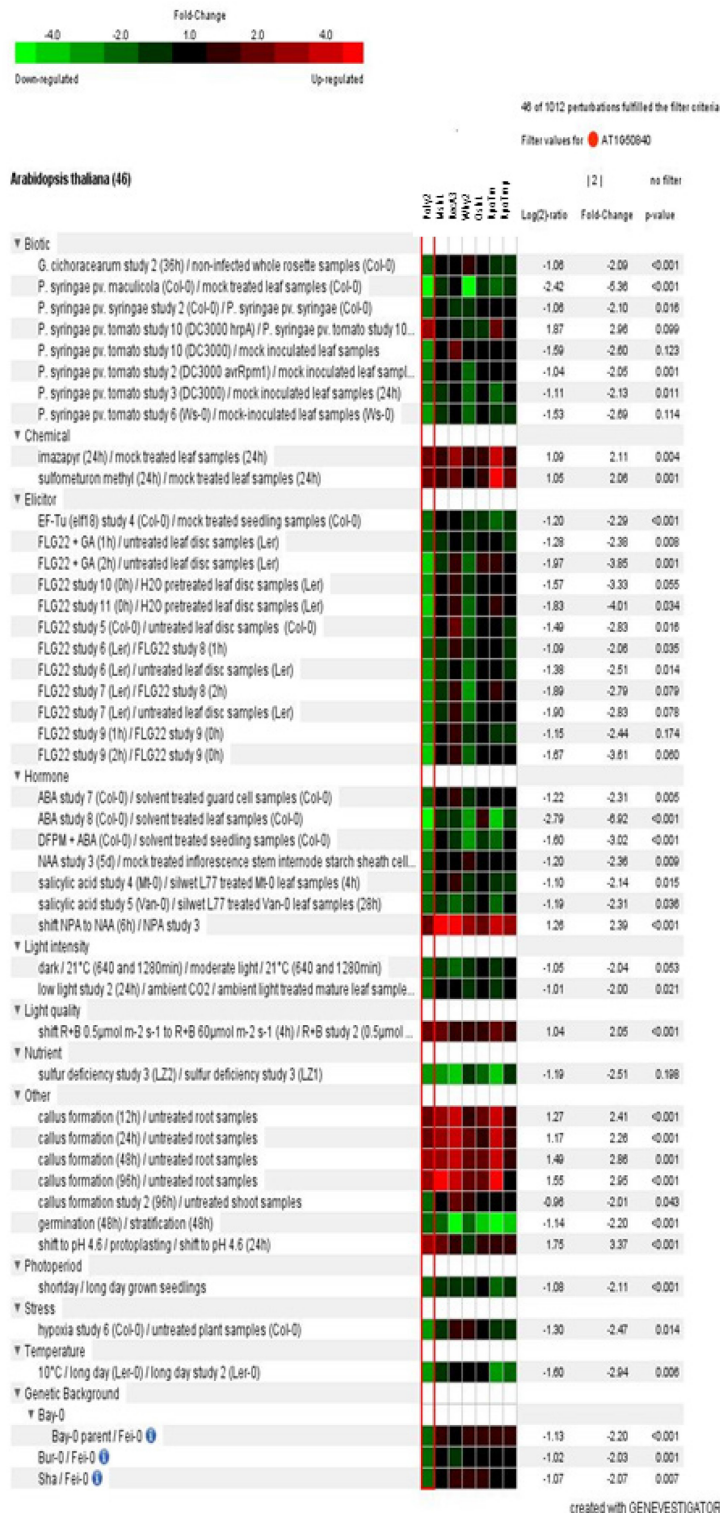 Fold-Change
-4.0 -2.0 1.0 2.0 4.0
Down-regulated Up-regulated
46 of 1012 perturbations fulfilled the filter criteria
Filter values for AT1G50840
Arabidopsis thaliana (46)
|2| no filter
Log(2)-ratio Fold-Change p-value
Poly2 Msh1 RecA3 Why2 Osb1 RpoTm RpoTmp
Biotic
G. cichoracearum study 2 (36h) / non-infected whole rosette samples (Col-0) -1.06 -2.09 <0.001
P. syringae pv. maculicola (Col-0) / mock treated leaf samples (Col-0) -2.42 -5.36 <0.001
P. syringae pv. syringae study 2 (Col-0) / P. syringae pv. syringae (Col-0) -1.06 -2.10 0.016
P. syringae pv. tomato study 10 (DC3000 hrpA) / P. syringae pv. tomato study 10... 1.87 2.96 0.099
P. syringae pv. tomato study 10 (DC3000) / mock inoculated leaf samples -1.59 -2.60 0.123
P. syringae pv. tomato study 2 (DC3000 avrRpm1) / mock inoculated leaf sampl... -1.04 -2.05 0.001
P. syringae pv. tomato study 3 (DC3000) / mock inoculated leaf samples (24h) -1.11 -2.13 0.011
P. syringae pv. tomato study 6 (Ws-0) / mock-inoculated leaf samples (Ws-0) -1.53 -2.69 0.114
Chemical
imazapyr (24h) / mock treated leaf samples (24h) 1.09 2.11 0.004
sulfometuron methyl (24h) / mock treated leaf samples (24h) 1.05 2.06 0.001
Elicitor
EF-Tu (elf18) study 4 (Col-0) / mock treated seedling samples (Col-0) -1.20 -2.29 <0.001
FLG22 + GA (1h) / untreated leaf disc samples (Ler) -1.28 -2.38 0.008
FLG22 + GA (2h) / untreated leaf disc samples (Ler) -1.97 -3.85 0.001
FLG22 study 10 (0h) / H2O pretreated leaf disc samples (Ler) -1.57 -3.33 0.055
FLG22 study 11 (0h) / H2O pretreated leaf disc samples (Ler) -1.83 -4.01 0.034
FLG22 study 5 (Col-0) / untreated leaf disc samples (Col-0) -1.49 -2.83 0.016
FLG22 study 6 (Ler) / FLG22 study 8 (1h) -1.09 -2.06 0.035
FLG22 study 6 (Ler) / untreated leaf disc samples (Ler) -1.38 -2.51 0.014
FLG22 study 7 (Ler) / FLG22 study 8 (2h) -1.89 -2.79 0.079
FLG22 study 7 (Ler) / untreated leaf disc samples (Ler) -1.90 -2.83 0.078
FLG22 study 9 (1h) / FLG22 study 9 (0h) -1.15 -2.44 0.174
FLG22 study 9 (2h) / FLG22 study 9 (0h) -1.67 -3.61 0.060
Hormone
ABA study 7 (Col-0) / solvent treated guard cell samples (Col-0) -1.22 -2.31 0.005
ABA study 8 (Col-0) / solvent treated leaf samples (Col-0) -2.79 -6.92 <0.001
DFPM + ABA (Col-0) / solvent treated seedling samples (Col-0) -1.60 -3.02 <0.001
NAA study 3 (5d) / mock treated inflorescence stem internode starch sheath cell... -1.20 -2.36 0.009
salicylic acid study 4 (Mt-0) / silwet L77 treated Mt-0 leaf samples (4h) -1.10 -2.14 0.015
salicylic acid study 5 (Van-0) / silwet L77 treated Van-0 leaf samples (28h) -1.19 -2.31 0.036
shift NPA to NAA (6h) / NPA study 3 1.26 2.39 <0.001
Light intensity
dark / 21°C (640 and 1280min) / moderate light / 21°C (640 and 1280min) -1.05 -2.04 0.053
low light study 2 (24h) / ambient CO2 / ambient light treated mature leaf sample... -1.01 -2.00 0.021
Light quality
shift R+B 0.5µmol m-2 s-1 to R+B 60µmol m-2 s-1 (4h) / R+B study 2 (0.5µmol ... 1.04 2.05 <0.001
Nutrient
sulfur deficiency study 3 (LZ2) / sulfur deficiency study 3 (LZ1) -1.19 -2.51 0.198
Other
callus formation (12h) / untreated root samples 1.27 2.41 <0.001
callus formation (24h) / untreated root samples 1.17 2.26 <0.001
callus formation (48h) / untreated root samples 1.49 2.86 0.001
callus formation (96h) / untreated root samples 1.55 2.95 <0.001
callus formation study 2 (96h) / untreated shoot samples -0.96 -2.01 0.043
germination (48h) / stratification (48h) -1.14 -2.20 <0.001
shift to pH 4.6 / protoplasting / shift to pH 4.6 (24h) 1.75 3.37 <0.001
Photoperiod
shortday / long day grown seedlings -1.08 -2.11 <0.001
Stress
hypoxia study 6 (Col-0) / untreated plant samples (Col-0) -1.30 -2.47 0.014
Temperature
10°C / long day (Ler-0) / long day study 2 (Ler-0) -1.60 -2.94 0.006
Genetic Background
Bay-0
Bay-0 parent / Fei-0 -1.13 -2.20 <0.001
Bur-0 / Fei-0 -1.02 -2.03 0.001
Sha / Fei-0 -1.07 -2.07 0.007
created with GENEVESTIGATOR